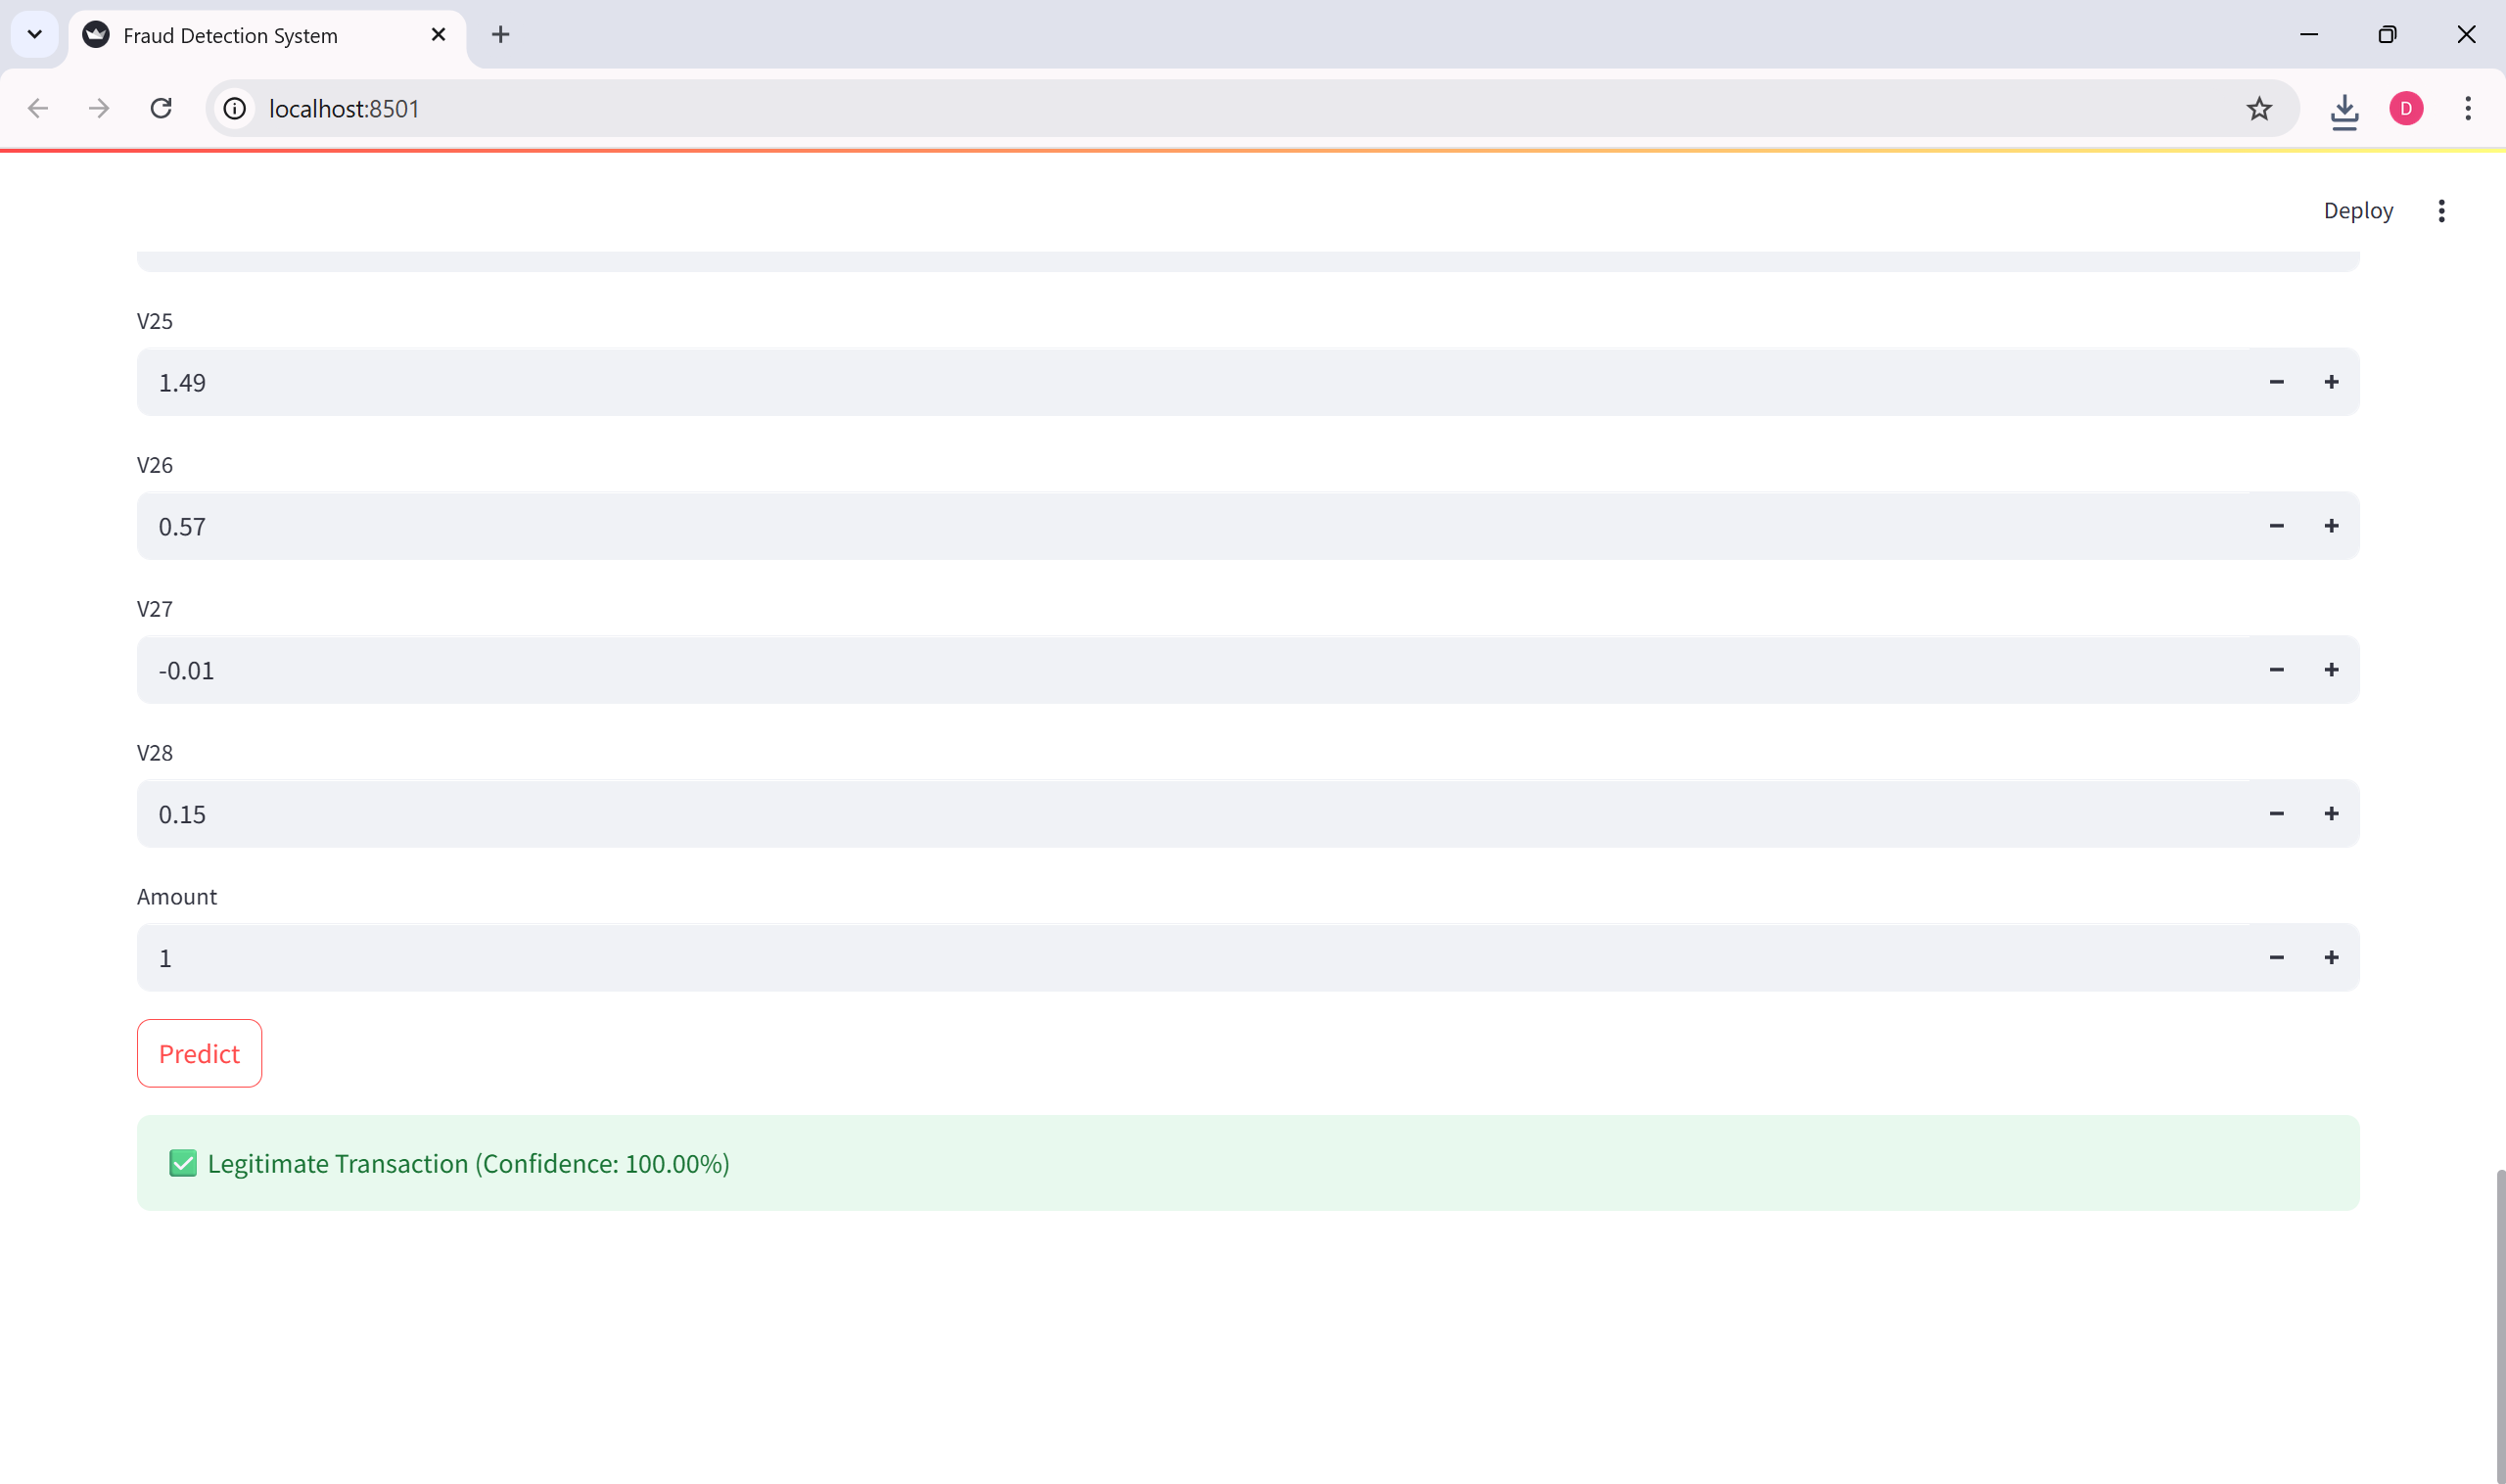 Fraud Detection System
localhost:8501
D
Deploy
V25
1.49
V26
0.57
V27
-0.01
V28
0.15
Amount
1
Predict
✅ Legitimate Transaction (Confidence: 100.00%)